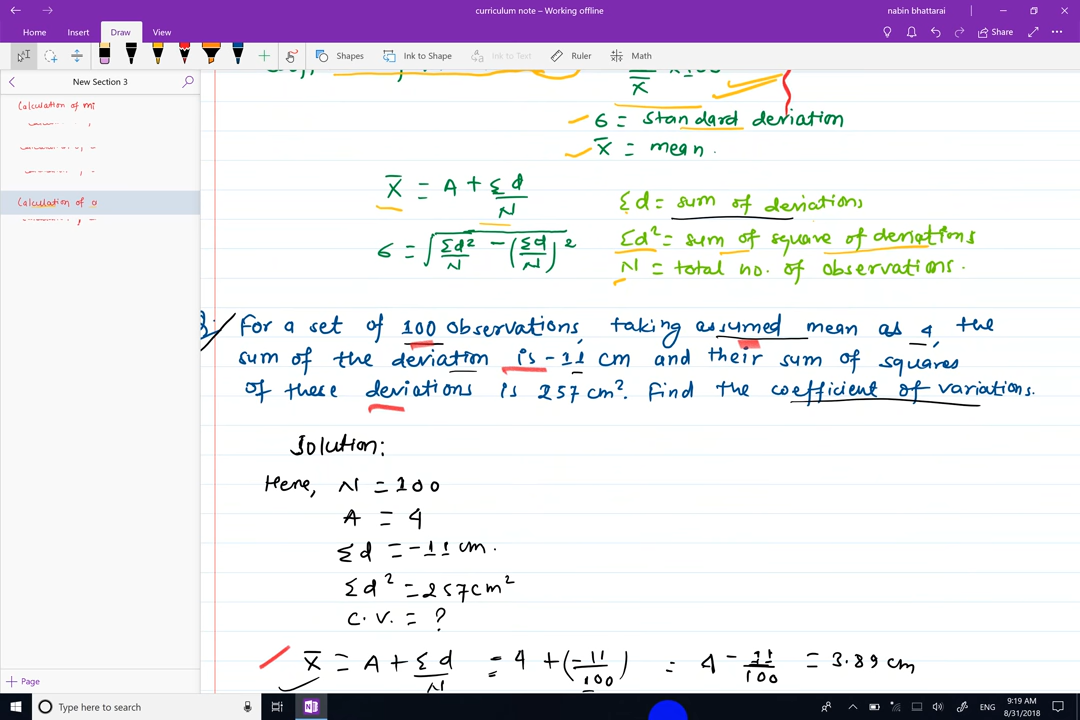 curriculum note – Working offline
nabin bhattarai
Home Insert Draw View
Share
Shapes Ink to Shape Ink to Text Ruler Math
New Section 3
Calculation of mi
Calculation of a
Page
x̄
σ = standard deviation
x̄ = mean.
x̄ = A + Σd/N
Σd = sum of deviations
σ = √(Σd²/N − (Σd/N)²)
Σd² = sum of square of deviations
N = total no. of observations.
For a set of 100 observations, taking assumed mean as 4, the
sum of the deviation is -11 cm and their sum of squares
of these deviations is 257 cm². Find the coefficient of variations.
Solution:
Here, N = 100
A = 4
Σd = -11 cm.
Σd² = 257 cm²
C.V. = ?
x̄ = A + Σd/N = 4 + (-11/100) = 4 - 11/100 = 3.89 cm
Type here to search
ENG
9:19 AM
8/31/2018